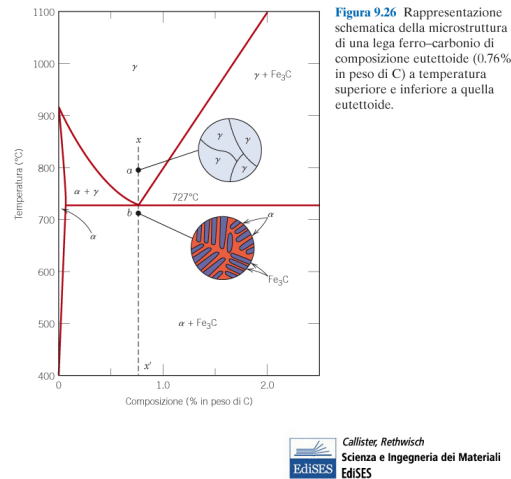 Figura 9.26 Rappresentazione
schematica della microstruttura
di una lega ferro–carbonio di
composizione eutettoide (0.76%
in peso di C) a temperatura
superiore e inferiore a quella
eutettoide.
1100
1000
900
800
700
600
500
400
Temperatura (°C)
γ
γ + Fe₃C
x
γ
γ
γ
γ
a
α + γ
727°C
b
α
α
Fe₃C
α + Fe₃C
x'
0
1.0
2.0
Composizione (% in peso di C)
Callister, Rethwisch
Scienza e Ingegneria dei Materiali
EdiSES
EdiSES